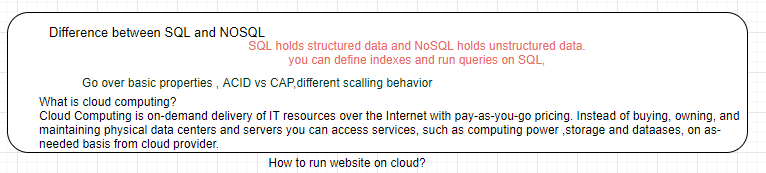 Difference between SQL and NOSQL
SQL holds structured data and NoSQL holds unstructured data.
you can define indexes and run queries on SQL,
Go over basic properties , ACID vs CAP,different scalling behavior
What is cloud computing?
Cloud Computing is on-demand delivery of IT resources over the Internet with pay-as-you-go pricing. Instead of buying, owning, and
maintaining physical data centers and servers you can access services, such as computing power ,storage and dataases, on as-
needed basis from cloud provider.
How to run website on cloud?